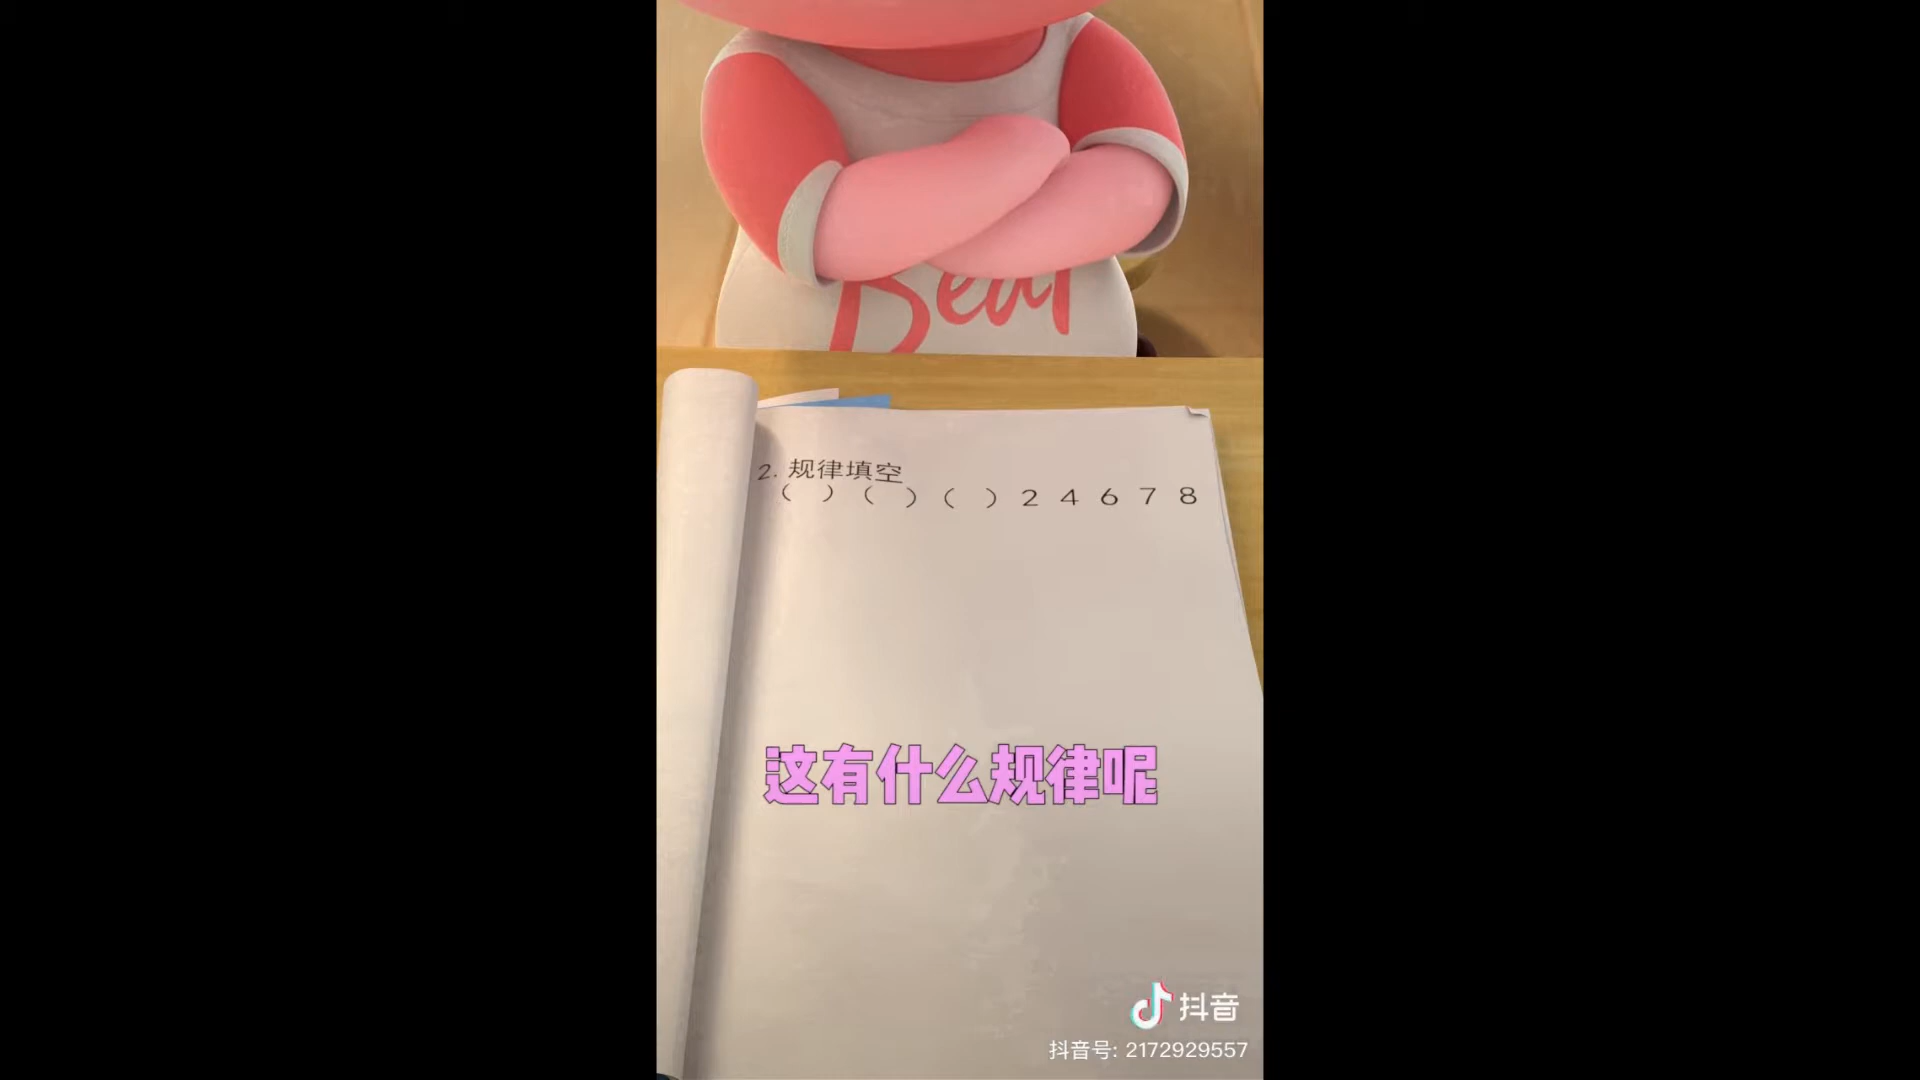 Bear
2. 规律填空
( ) ( ) ( ) 2 4 6 7 8
这有什么规律呢
抖音
抖音号: 2172929557